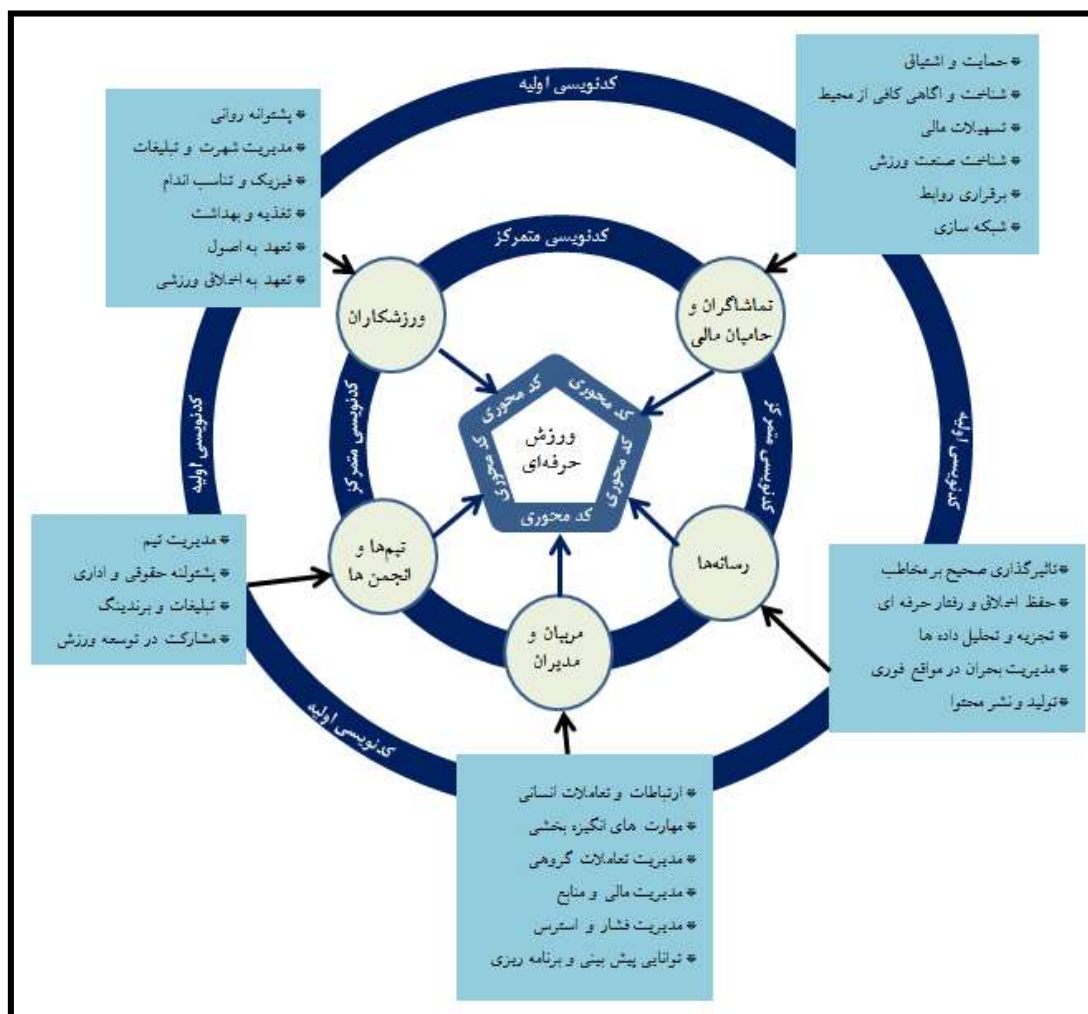 کدنویسی اولیه
* حمایت و اشتیاق
* شناخت و اگاهی کافی از محیط
* تسهیلات مالی
* شناخت صنعت ورزش
* برقراری روابط
* شبکه سازی
* پشتوانه روانی
* مدیریت شهرت و تبلیغات
* فیزیک و تناسب اندام
* تغذیه و بهداشت
* تعهد به اصول
* تعهد به اخلاق ورزشی
کدنویسی متمرکز
تماشاگران و
حامیان مالی
ورزشکاران
کد محوری
کد محوری
ورزش
حرفه‌ای
کد محوری
کد محوری
کد محوری
کدنویسی متمرکز
کدنویسی متمرکز
کدنویسی اولیه
کدنویسی اولیه
رسانه‌ها
تیم‌ها و
انجمن ها
مربیان و
مدیران
* تاثیرگذاری صحیح بر مخاطب
* حفظ اخلاق و رفتار حرفه ای
* تجزیه و تحلیل داده ها
* مدیریت بحران در مواقع فوری
* تولید و نشر محتوا
* مدیریت تیم
* پشتوانه حقوقی و اداری
* تبلیغات و برندینگ
* مشارکت در توسعه ورزش
کدنویسی اولیه
* ارتباطات و تعاملات انسانی
* مهارت های انگیزه بخشی
* مدیریت تعاملات گروهی
* مدیریت مالی و منابع
* مدیریت فشار و استرس
* توانایی پیش بینی و برنامه ریزی